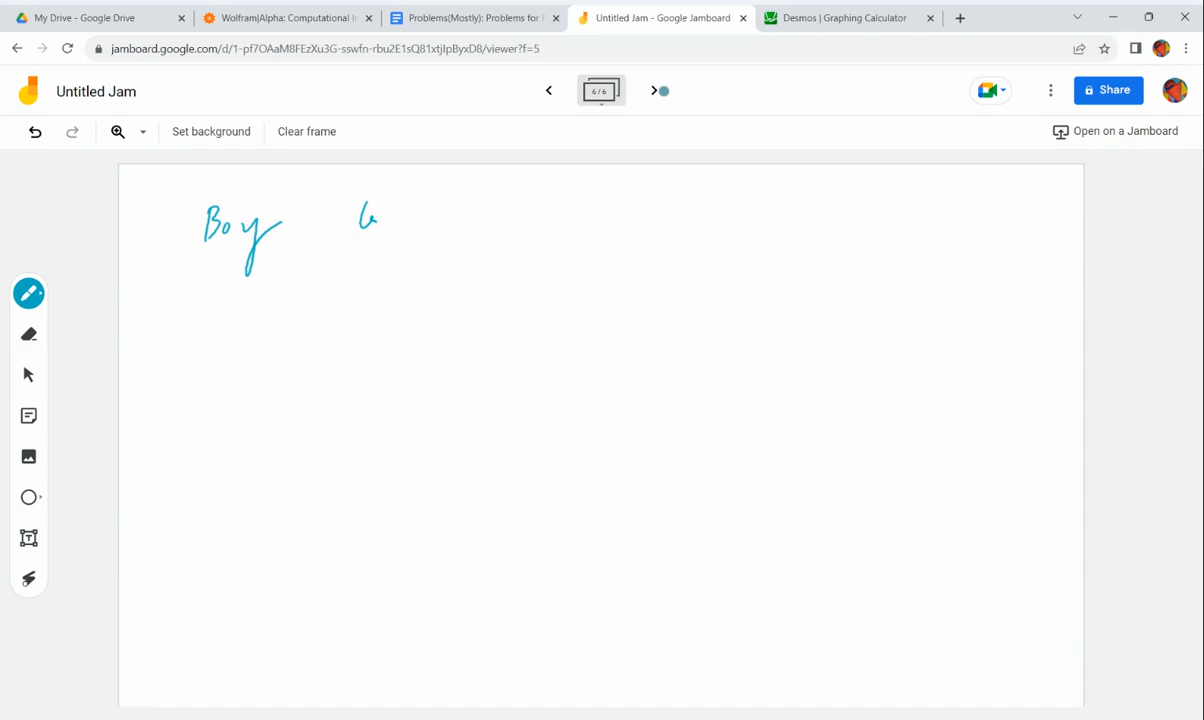 My Drive - Google Drive
Wolfram|Alpha: Computational I
Problems(Mostly): Problems for
Untitled Jam - Google Jamboard
Desmos | Graphing Calculator
jamboard.google.com/d/1-pf7OAaM8FEzXu3G-sswfn-rbu2E1sQ81xtjIpByxD8/viewer?f=5
Untitled Jam
6 / 6
Share
Set background
Clear frame
Open on a Jamboard
Boy